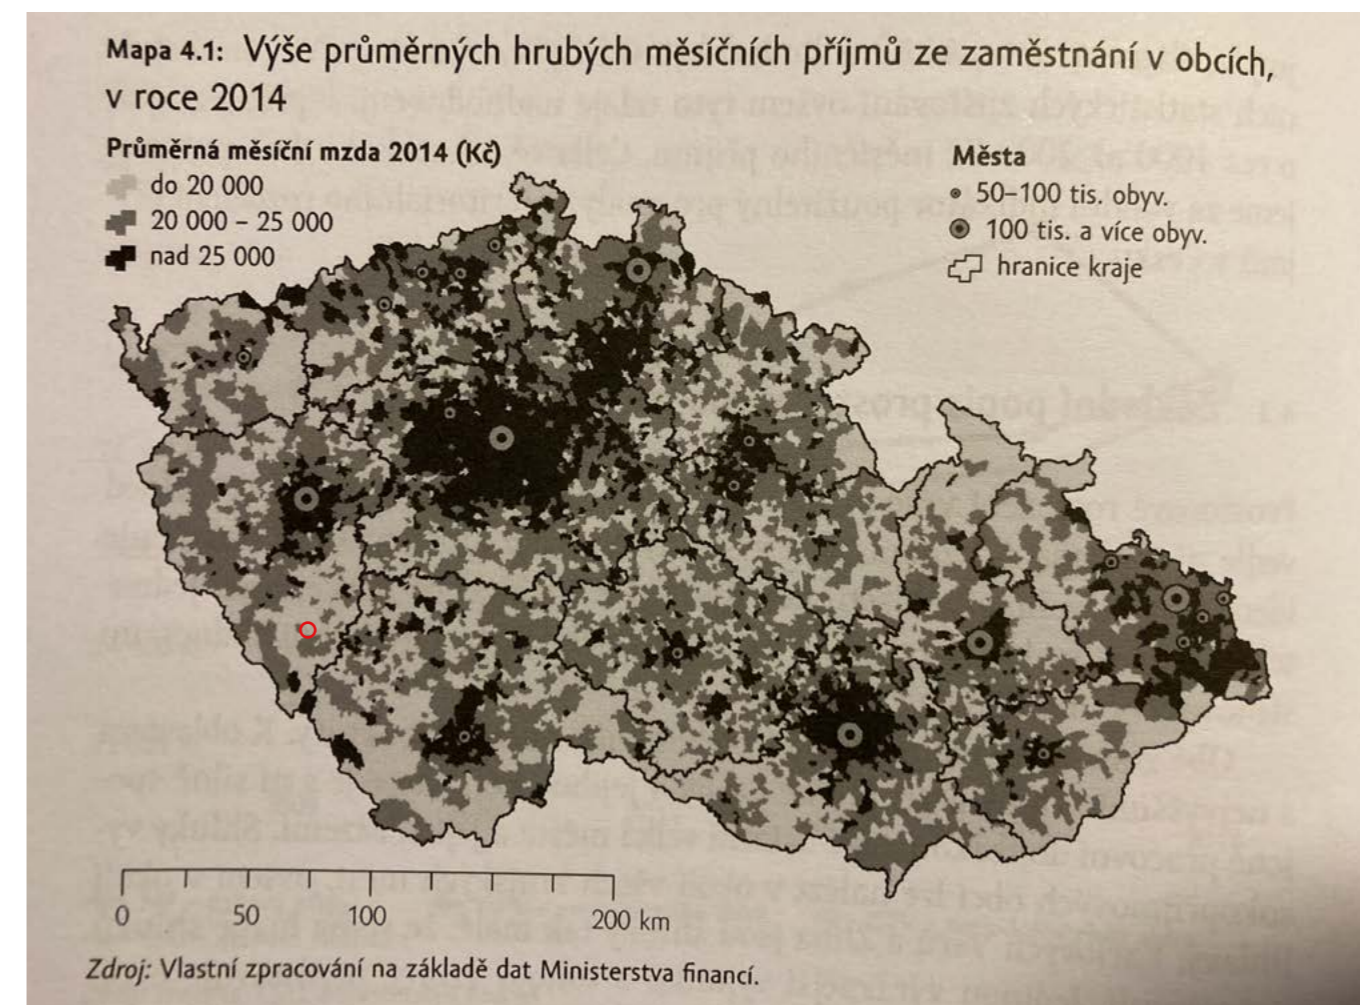 Mapa 4.1: Výše průměrných hrubých měsíčních příjmů ze zaměstnání v obcích,
v roce 2014
Průměrná měsíční mzda 2014 (Kč)
do 20 000
20 000 – 25 000
nad 25 000
Města
50–100 tis. obyv.
100 tis. a více obyv.
hranice kraje
0 50 100 200 km
Zdroj: Vlastní zpracování na základě dat Ministerstva financí.